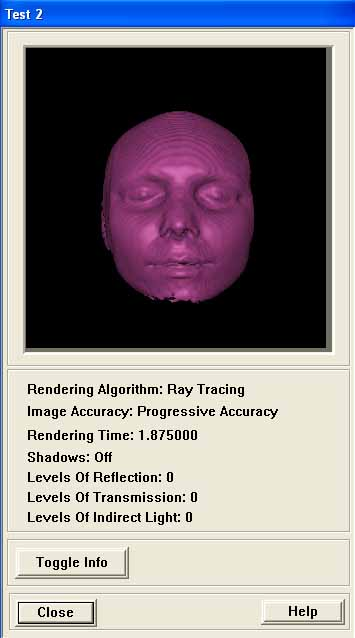 Test 2
Rendering Algorithm: Ray Tracing
Image Accuracy: Progressive Accuracy
Rendering Time: 1.875000
Shadows: Off
Levels Of Reflection: 0
Levels Of Transmission: 0
Levels Of Indirect Light: 0
Toggle Info
Close
Help